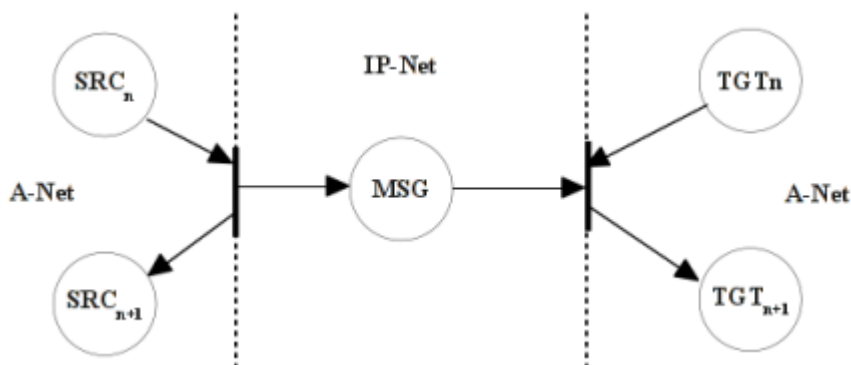 SRCₙ
IP-Net
TGTn
A-Net
MSG
A-Net
SRCₙ₊₁
TGTₙ₊₁